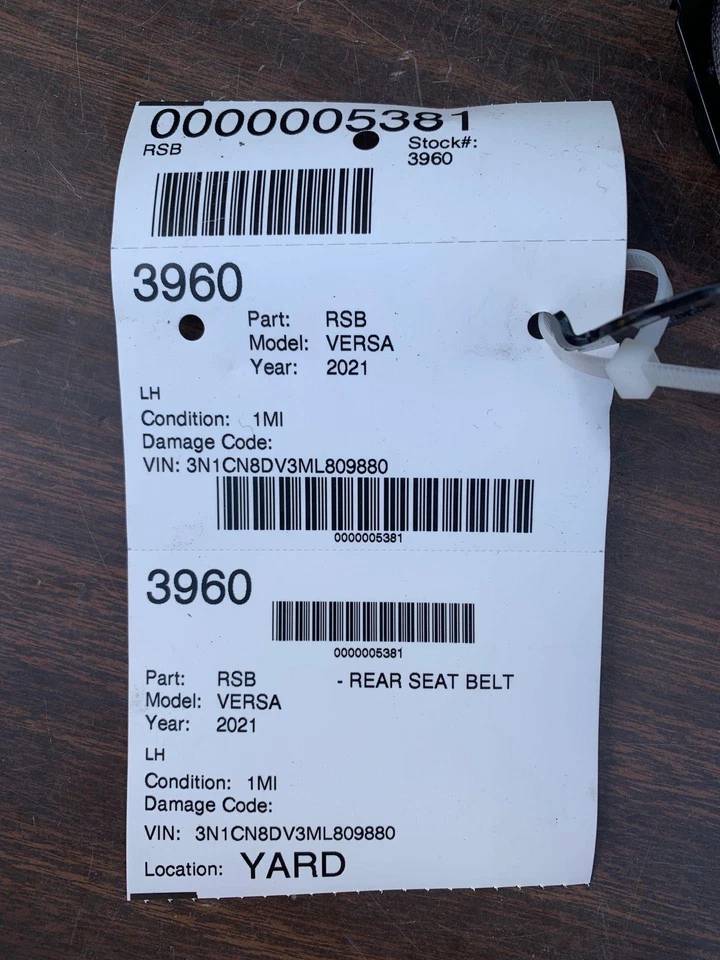 0000005381
RSB
Stock#:
3960
3960
Part: RSB
Model: VERSA
Year: 2021
LH
Condition: 1MI
Damage Code:
VIN: 3N1CN8DV3ML809880
0000005381
3960
0000005381
Part: RSB - REAR SEAT BELT
Model: VERSA
Year: 2021
LH
Condition: 1MI
Damage Code:
VIN: 3N1CN8DV3ML809880
Location: YARD